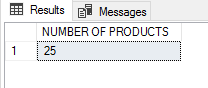 Results Messages
NUMBER OF PRODUCTS
1 25